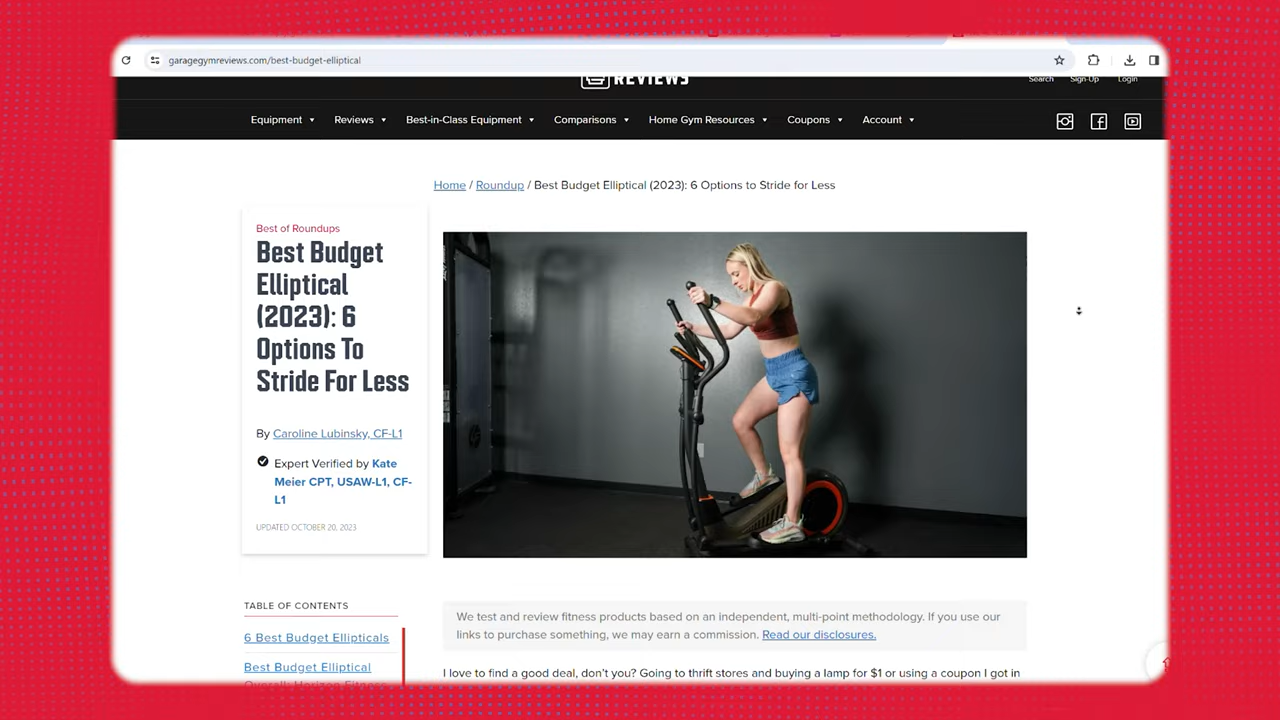 garagegymreviews.com/best-budget-elliptical
REVIEWS
Search Sign-Up Login
Equipment Reviews Best-in-Class Equipment Comparisons Home Gym Resources Coupons Account
Home / Roundup / Best Budget Elliptical (2023): 6 Options to Stride for Less
Best of Roundups
Best Budget
Elliptical
(2023): 6
Options To
Stride For Less
By Caroline Lubinsky, CF-L1
Expert Verified by Kate
Meier CPT, USAW-L1, CF-
L1
UPDATED OCTOBER 20, 2023
TABLE OF CONTENTS
6 Best Budget Ellipticals
Best Budget Elliptical
Overall: Horizon Fitness
We test and review fitness products based on an independent, multi-point methodology. If you use our
links to purchase something, we may earn a commission. Read our disclosures.
I love to find a good deal, don't you? Going to thrift stores and buying a lamp for $1 or using a coupon I got in